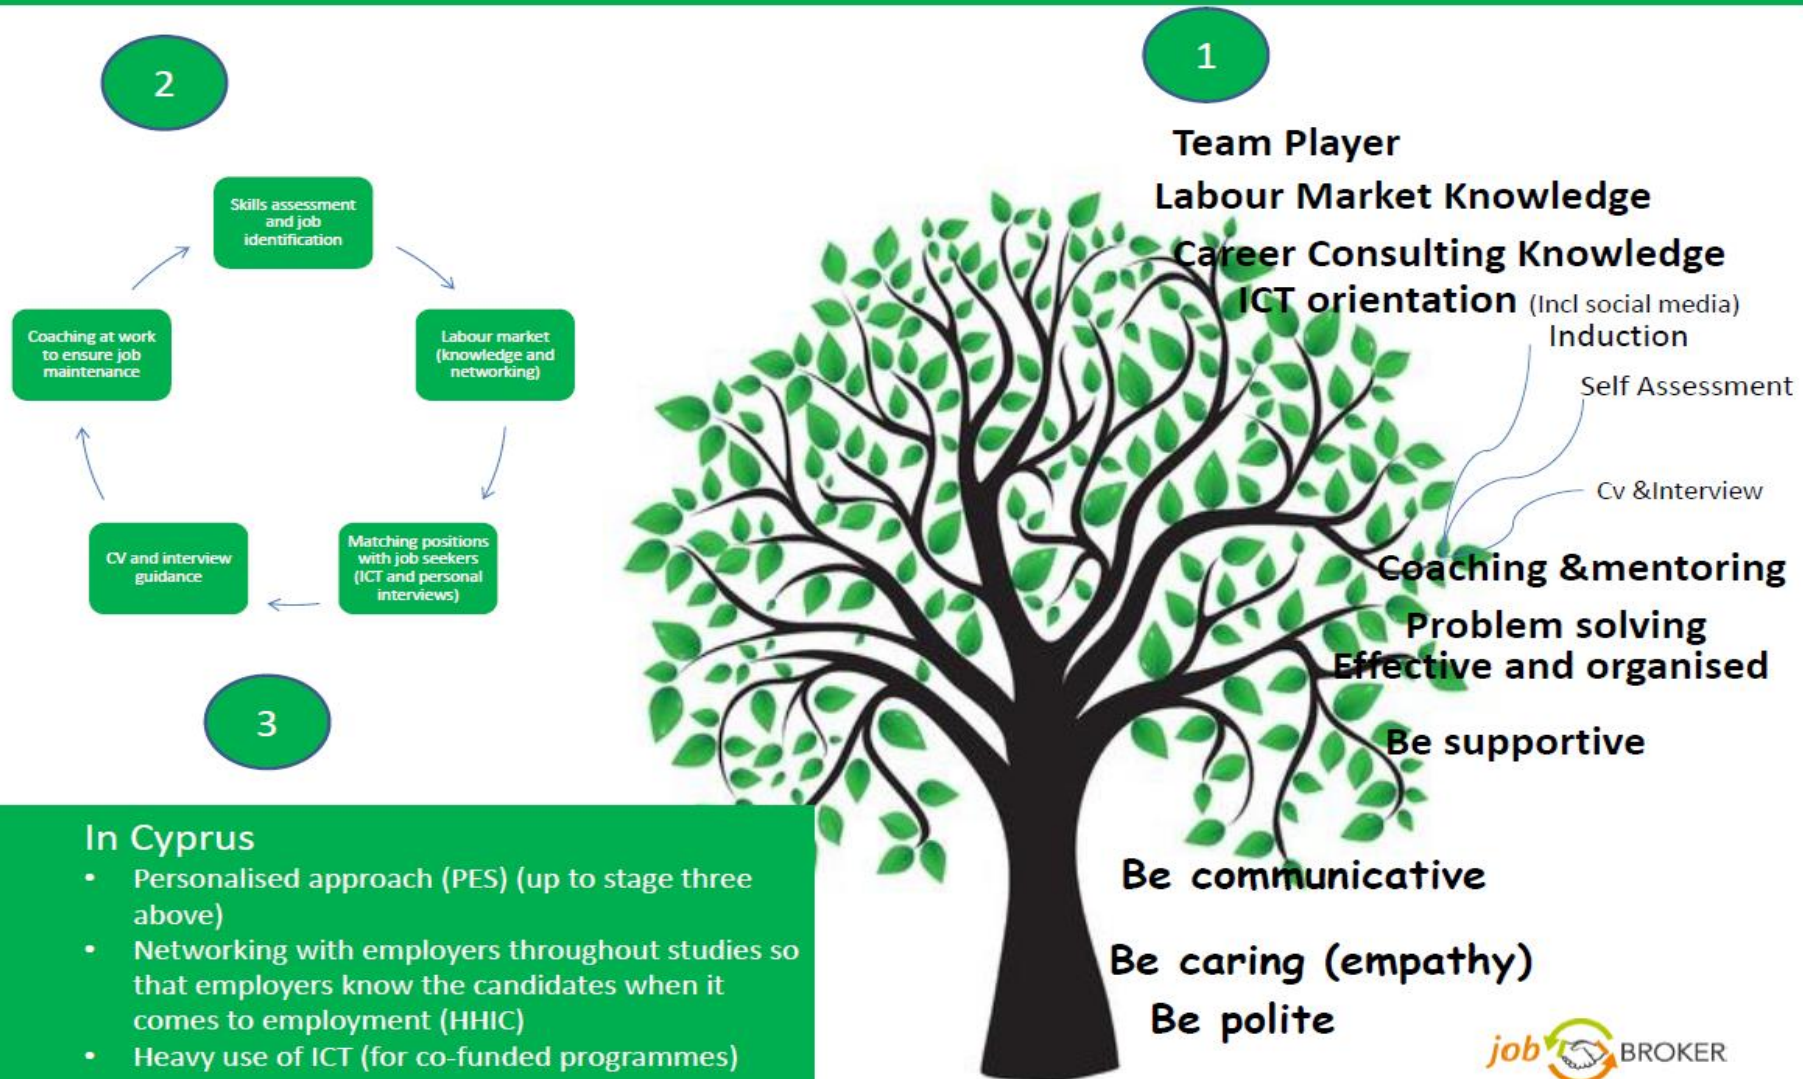 2
Skills assessment
and job
identification
Labour market
(knowledge and
networking)
Matching positions
with job seekers
(ICT and personal
interviews)
CV and interview
guidance
Coaching at work
to ensure job
maintenance
3
In Cyprus
• Personalised approach (PES) (up to stage three
above)
• Networking with employers throughout studies so
that employers know the candidates when it
comes to employment (HHIC)
• Heavy use of ICT (for co-funded programmes)
1
Team Player
Labour Market Knowledge
Career Consulting Knowledge
ICT orientation (Incl social media)
Induction
Self Assessment
Cv &Interview
Coaching &mentoring
Problem solving
Effective and organised
Be supportive
Be communicative
Be caring (empathy)
Be polite
job BROKER